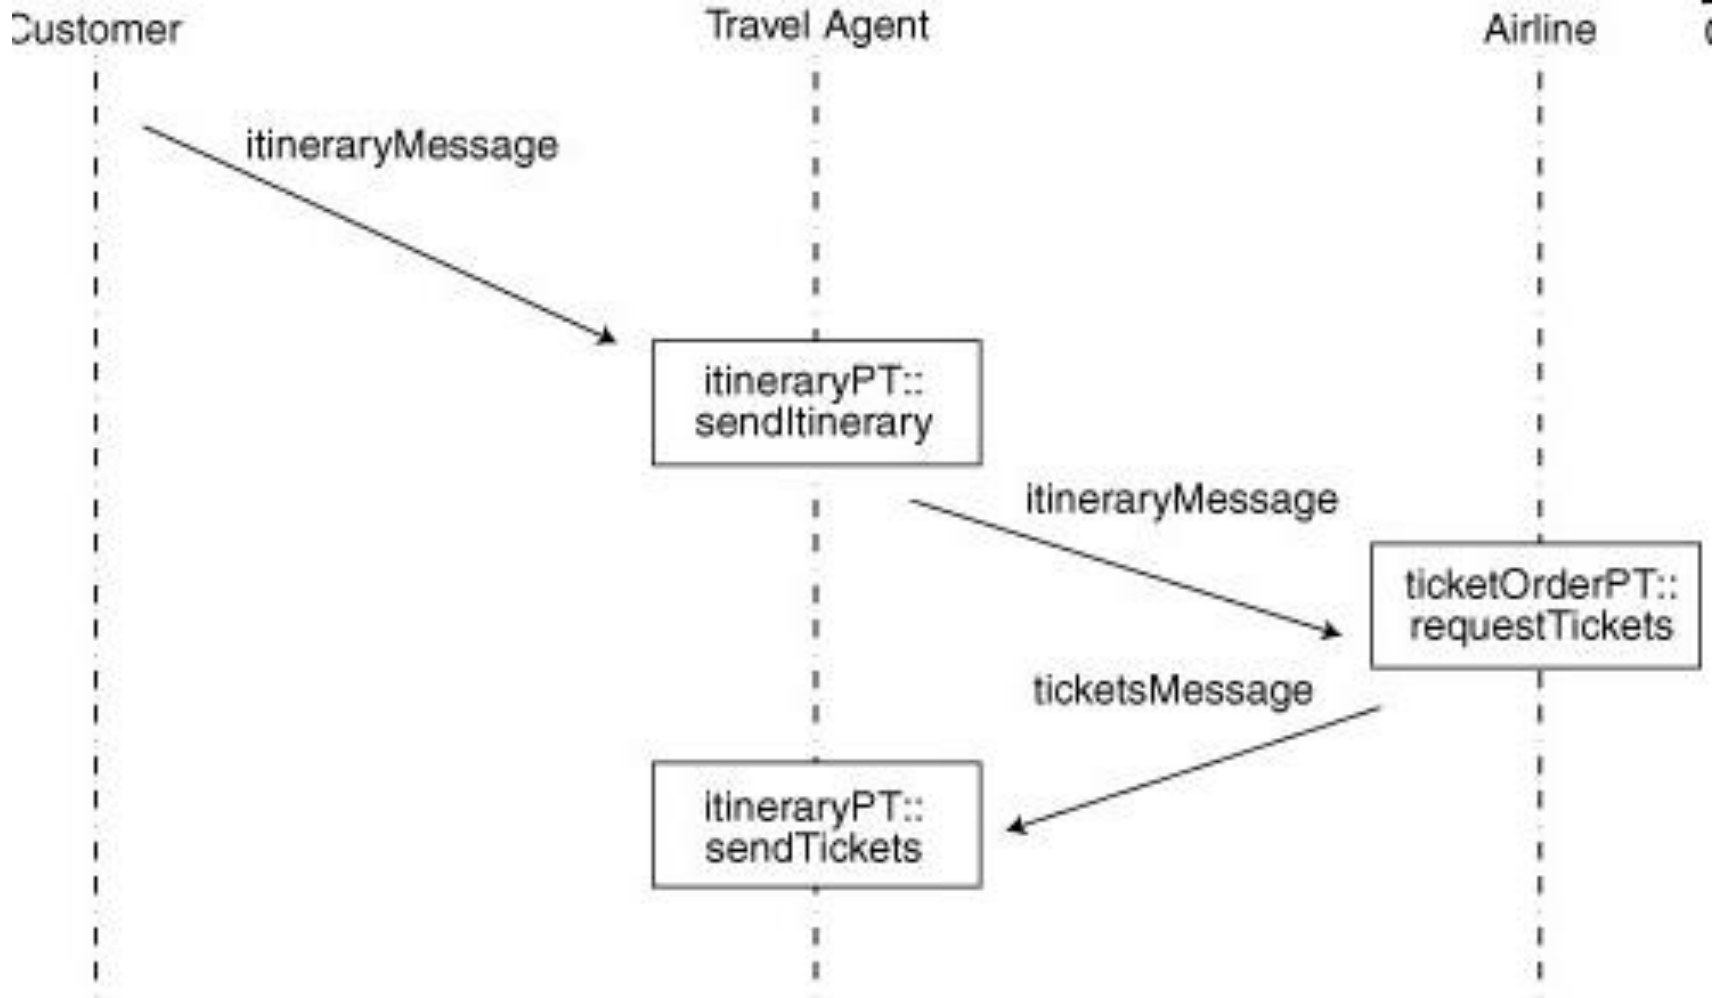 Customer
Travel Agent
Airline
itineraryMessage
itineraryPT::
sendItinerary
itineraryMessage
ticketOrderPT::
requestTickets
ticketsMessage
itineraryPT::
sendTickets